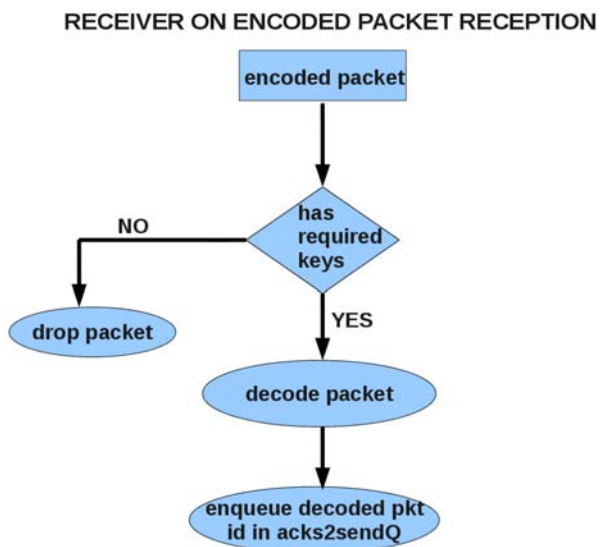 RECEIVER ON ENCODED PACKET RECEPTION
encoded packet
has
required
keys
NO
YES
drop packet
decode packet
enqueue decoded pkt
id in acks2sendQ